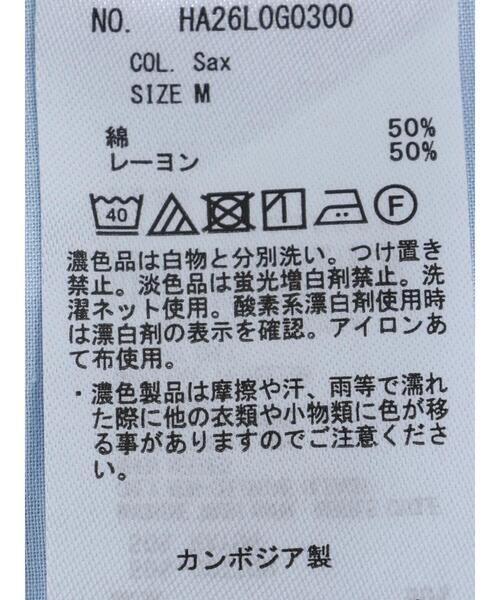 NO. HA26L0G0300
COL. Sax
SIZE M
綿 50%
レーヨン 50%
40 F
濃色品は白物と分別洗い。つけ置き
禁止。淡色品は蛍光増白剤禁止。洗
濯ネット使用。酸素系漂白剤使用時
は漂白剤の表示を確認。アイロンあ
て布使用。
・濃色製品は摩擦や汗、雨等で濡れ
た際に他の衣類や小物類に色が移
る事がありますのでご注意くださ
い。
カンボジア製